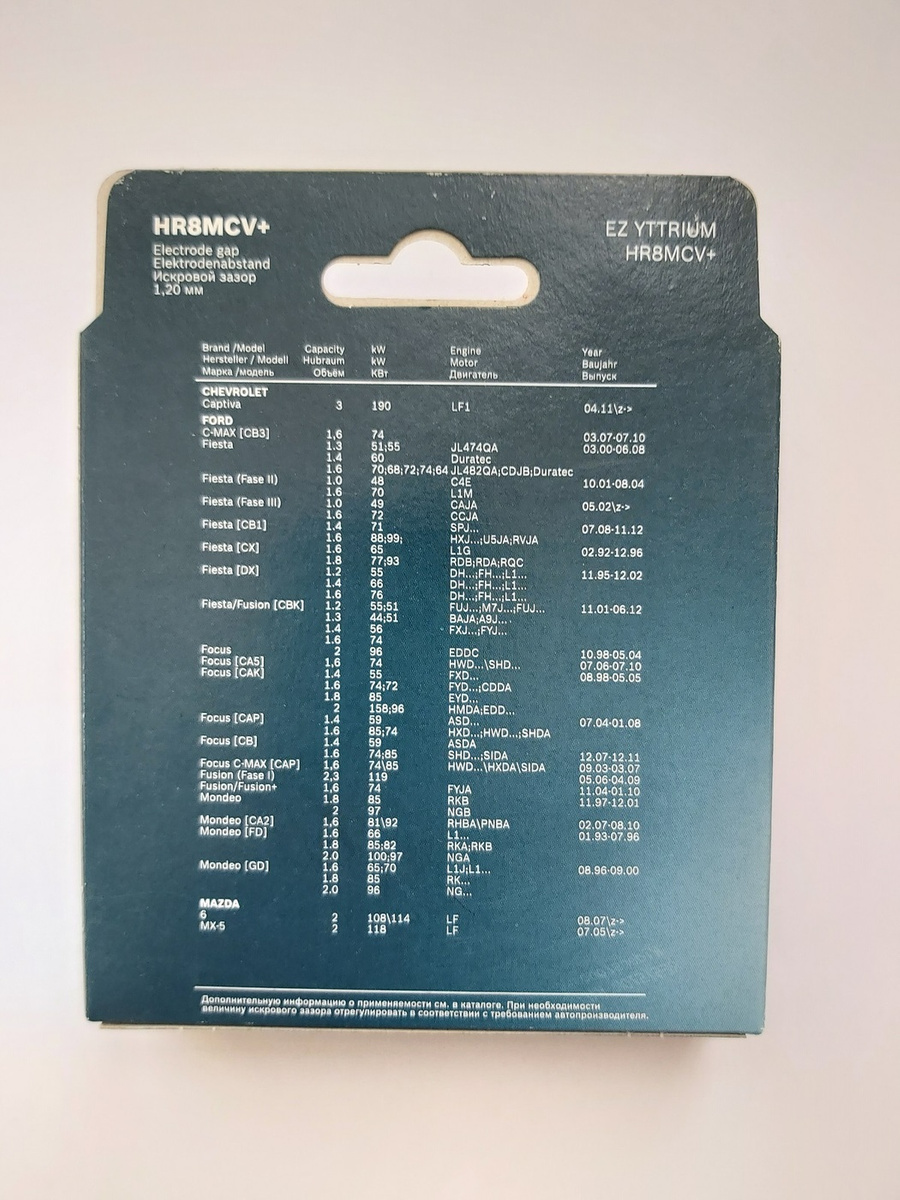 HR8MCV+
Electrode gap
Elektrodenabstand
Искровой зазор
1,20 мм
EZ YTTRIUM
HR8MCV+
Brand /Model Capacity kW Engine Year
Hersteller / Modell Hubraum kW Motor Baujahr
Марка /модель Объём КВт Двигатель Выпуск
CHEVROLET
Captiva 3 190 LF1 04.11\z->
FORD
C-MAX [CB3] 1,6 74 03.07-07.10
Fiesta 1.3 51;55 JL474QA 03.00-06.08
1.4 60 Duratec
1.6 70;68;72;74;64 JL482QA;CDJB;Duratec
Fiesta (Fase II) 1.0 48 C4E 10.01-08.04
1.6 70 L1M
Fiesta (Fase III) 1.0 49 CAJA 05.02\z->
1.6 72 CCJA
Fiesta [CB1] 1.4 71 SPJ... 07.08-11.12
1.6 88;99; HXJ...;U5JA;RVJA
Fiesta [CX] 1.6 65 L1G 02.92-12.96
1.8 77;93 RDB;RDA;RQC
Fiesta [DX] 1.2 55 DH...;FH...;L1... 11.95-12.02
1.4 66 DH...;FH...;L1...
1.6 76 DH...;FH...;L1...
Fiesta/Fusion [CBK] 1.2 55;51 FUJ...;M7J...;FUJ... 11.01-06.12
1.3 44;51 BAJA;A9J...
1.4 56 FXJ...;FYJ...
1.6 74
Focus 2 96 EDDC 10.98-05.04
Focus [CA5] 1.6 74 HWD...\SHD... 07.06-07.10
Focus [CAK] 1.4 55 FXD... 08.98-05.05
1.6 74;72 FYD...;CDDA
1.8 85 EYD...
2 158;96 HMDA;EDD...
Focus [CAP] 1.4 59 ASD... 07.04-01.08
1.6 85;74 HXD...;HWD...;SHDA
Focus [CB] 1.4 59 ASDA
1.6 74;85 SHD...;SIDA 12.07-12.11
Focus C-MAX [CAP] 1,6 74\85 HWD...\HXDA\SIDA 09.03-03.07
Fusion (Fase I) 2,3 119 05.06-04.09
Fusion/Fusion+ 1.6 74 FYJA 11.04-01.10
Mondeo 1.8 85 RKB 11.97-12.01
2 97 NGB
Mondeo [CA2] 1,6 81\92 RHBA\PNBA 02.07-08.10
Mondeo [FD] 1.6 66 L1... 01.93-07.96
1.8 85;82 RKA;RKB
2.0 100;97 NGA
Mondeo [GD] 1.6 65;70 L1J;L1... 08.96-09.00
1.8 85 RK...
2.0 96 NG...
MAZDA
6 2 108\114 LF 08.07\z->
MX-5 2 118 LF 07.05\z->
Дополнительную информацию о применяемости см. в каталоге. При необходимости
величину искрового зазора отрегулировать в соответствии с требованием автопроизводителя.